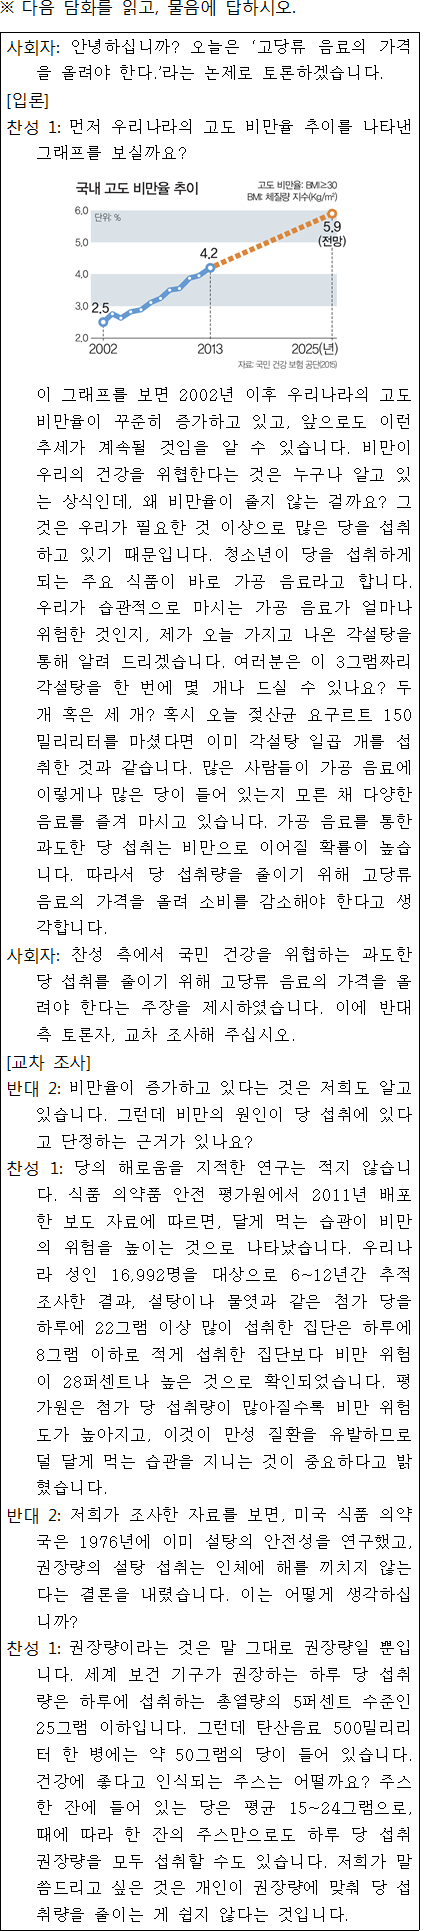 ※ 다음 담화를 읽고, 물음에 답하시오.
사회자: 안녕하십니까? 오늘은 '고당류 음료의 가격
을 올려야 한다.'라는 논제로 토론하겠습니다.
[입론]
찬성 1: 먼저 우리나라의 고도 비만율 추이를 나타낸
그래프를 보실까요?
국내 고도 비만율 추이
고도 비만율: BMI≥30
BMI: 체질량 지수(Kg/m²)
6.0
단위: %
5.0
5.9
(전망)
4.0
4.2
3.0
2.5
2.0
2002
2013
2025(년)
자료: 국민 건강 보험 공단(2015)
이 그래프를 보면 2002년 이후 우리나라의 고도
비만율이 꾸준히 증가하고 있고, 앞으로도 이런
추세가 계속될 것임을 알 수 있습니다. 비만이
우리의 건강을 위협한다는 것은 누구나 알고 있
는 상식인데, 왜 비만율이 줄지 않는 걸까요? 그
것은 우리가 필요한 것 이상으로 많은 당을 섭취
하고 있기 때문입니다. 청소년이 당을 섭취하게
되는 주요 식품이 바로 가공 음료라고 합니다.
우리가 습관적으로 마시는 가공 음료가 얼마나
위험한 것인지, 제가 오늘 가지고 나온 각설탕을
통해 알려 드리겠습니다. 여러분은 이 3그램짜리
각설탕을 한 번에 몇 개나 드실 수 있나요? 두
개 혹은 세 개? 혹시 오늘 젖산균 요구르트 150
밀리리터를 마셨다면 이미 각설탕 일곱 개를 섭
취한 것과 같습니다. 많은 사람들이 가공 음료에
이렇게나 많은 당이 들어 있는지 모른 채 다양한
음료를 즐겨 마시고 있습니다. 가공 음료를 통한
과도한 당 섭취는 비만으로 이어질 확률이 높습
니다. 따라서 당 섭취량을 줄이기 위해 고당류
음료의 가격을 올려 소비를 감소해야 한다고 생
각합니다.
사회자: 찬성 측에서 국민 건강을 위협하는 과도한
당 섭취를 줄이기 위해 고당류 음료의 가격을 올
려야 한다는 주장을 제시하였습니다. 이에 반대
측 토론자, 교차 조사해 주십시오.
[교차 조사]
반대 2: 비만율이 증가하고 있다는 것은 저희도 알고
있습니다. 그런데 비만의 원인이 당 섭취에 있다
고 단정하는 근거가 있나요?
찬성 1: 당의 해로움을 지적한 연구는 적지 않습니
다. 식품 의약품 안전 평가원에서 2011년 배포
한 보도 자료에 따르면, 달게 먹는 습관이 비만
의 위험을 높이는 것으로 나타났습니다. 우리나
라 성인 16,992명을 대상으로 6~12년간 추적
조사한 결과, 설탕이나 물엿과 같은 첨가 당을
하루에 22그램 이상 많이 섭취한 집단은 하루에
8그램 이하로 적게 섭취한 집단보다 비만 위험
이 28퍼센트나 높은 것으로 확인되었습니다. 평
가원은 첨가 당 섭취량이 많아질수록 비만 위험
도가 높아지고, 이것이 만성 질환을 유발하므로
덜 달게 먹는 습관을 지니는 것이 중요하다고 밝
혔습니다.
반대 2: 저희가 조사한 자료를 보면, 미국 식품 의약
국은 1976년에 이미 설탕의 안전성을 연구했고,
권장량의 설탕 섭취는 인체에 해를 끼치지 않는
다는 결론을 내렸습니다. 이는 어떻게 생각하십
니까?
찬성 1: 권장량이라는 것은 말 그대로 권장량일 뿐입
니다. 세계 보건 기구가 권장하는 하루 당 섭취
량은 하루에 섭취하는 총열량의 5퍼센트 수준인
25그램 이하입니다. 그런데 탄산음료 500밀리리
터 한 병에는 약 50그램의 당이 들어 있습니다.
건강에 좋다고 인식되는 주스는 어떨까요? 주스
한 잔에 들어 있는 당은 평균 15~24그램으로,
때에 따라 한 잔의 주스만으로도 하루 당 섭취
권장량을 모두 섭취할 수도 있습니다. 저희가 말
씀드리고 싶은 것은 개인이 권장량에 맞춰 당 섭
취량을 줄이는 게 쉽지 않다는 것입니다.